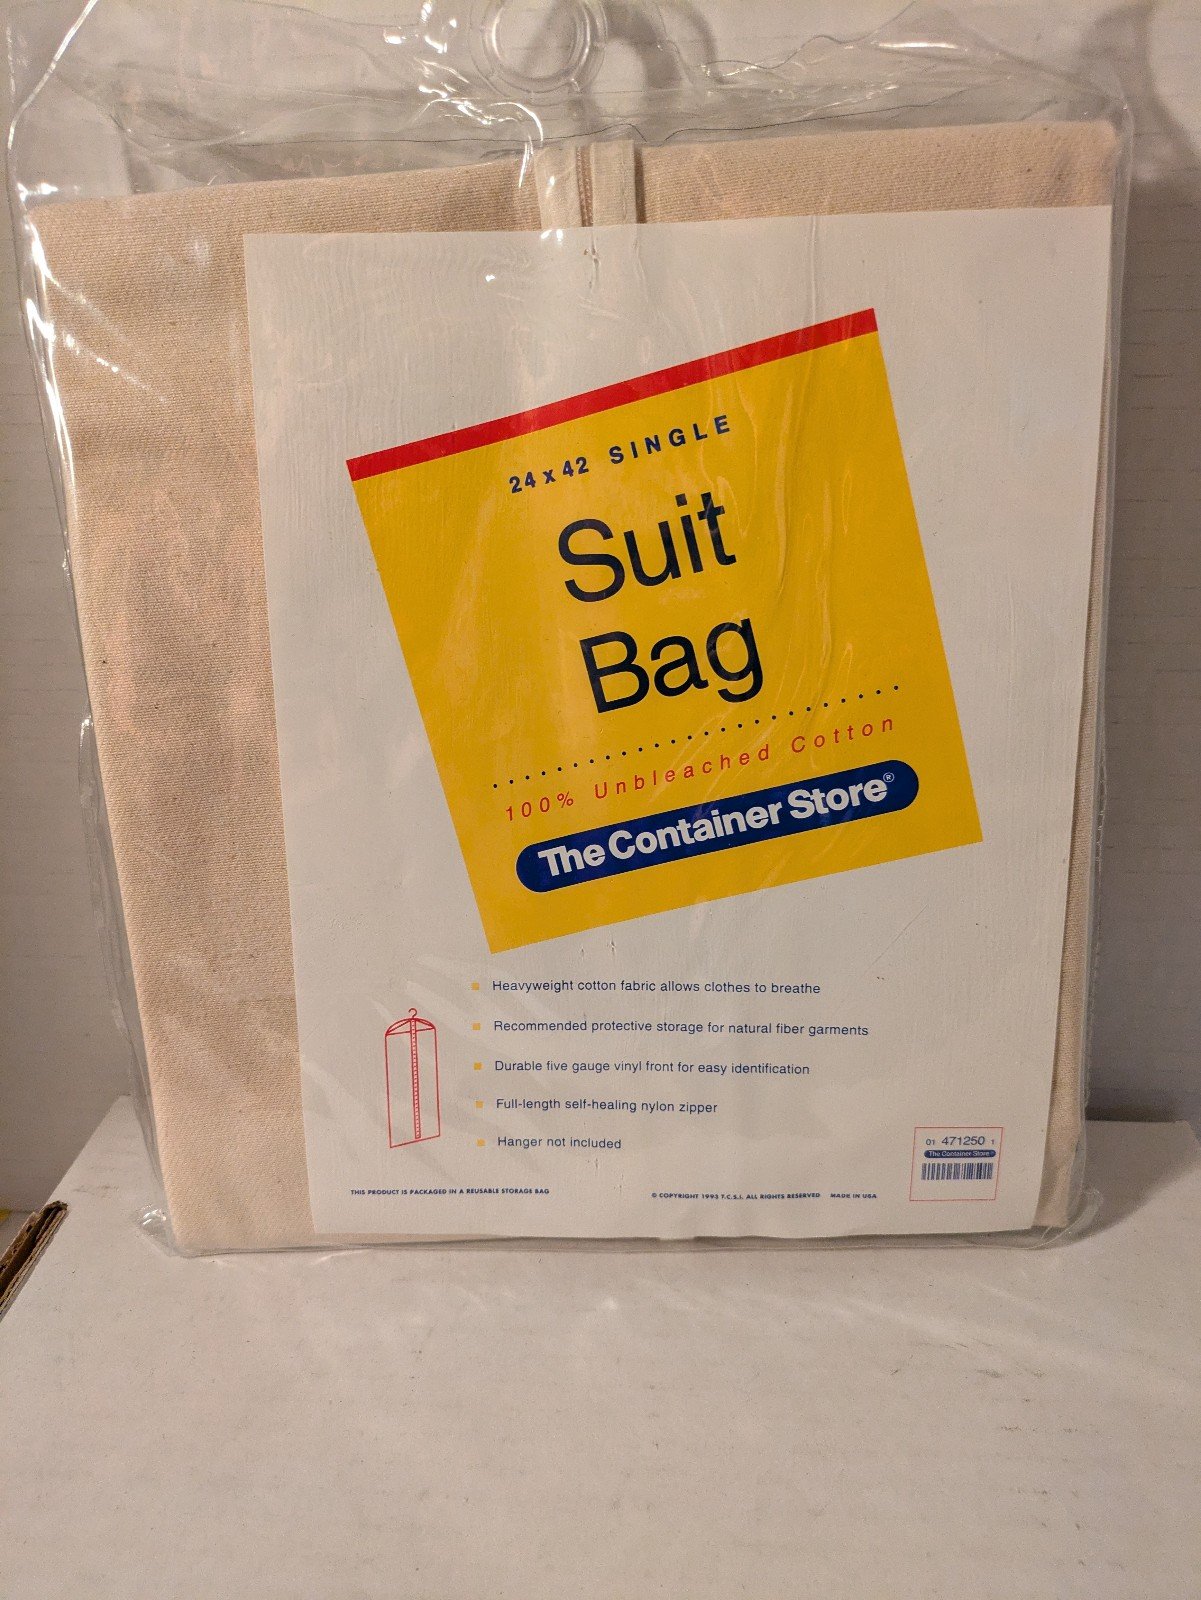 24 x 42 SINGLE
Suit
Bag
100% Unbleached Cotton
The Container Store®
Heavyweight cotton fabric allows clothes to breathe
Recommended protective storage for natural fiber garments
Durable five gauge vinyl front for easy identification
Full-length self-healing nylon zipper
Hanger not included
01 471250 1
The Container Store®
THIS PRODUCT IS PACKAGED IN A REUSABLE STORAGE BAG
© COPYRIGHT 1993 T.C.S.I. ALL RIGHTS RESERVED MADE IN USA